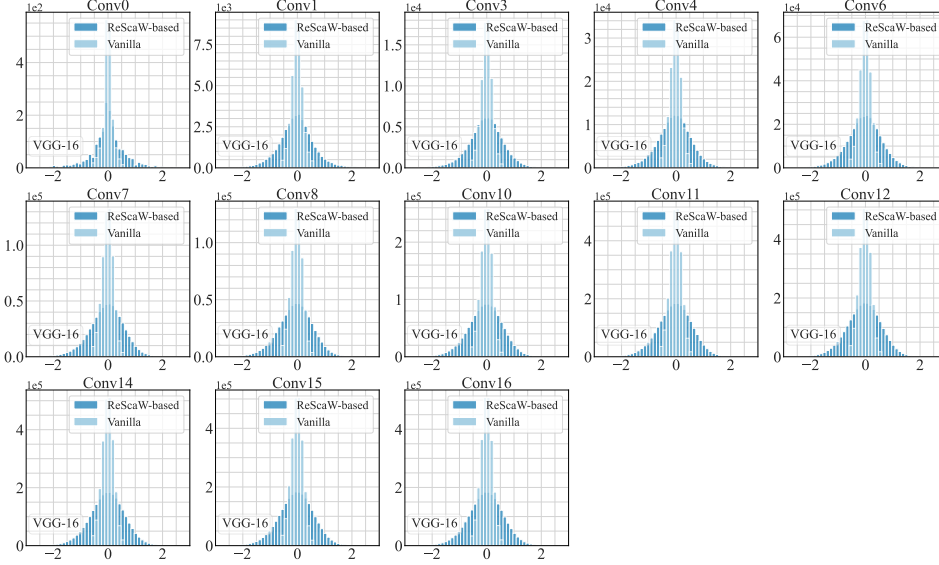 Conv0
1e2
ReScaW-based
Vanilla
VGG-16
4
2
0
−2 0 2
Conv1
1e3
ReScaW-based
Vanilla
VGG-16
7.5
5.0
2.5
0.0
−2 0 2
Conv3
1e4
ReScaW-based
Vanilla
VGG-16
1.5
1.0
0.5
0.0
−2 0 2
Conv4
1e4
ReScaW-based
Vanilla
VGG-16
3
2
1
0
−2 0 2
Conv6
1e4
ReScaW-based
Vanilla
VGG-16
6
4
2
0
−2 0 2
Conv7
1e5
ReScaW-based
Vanilla
VGG-16
1.0
0.5
0.0
−2 0 2
Conv8
1e5
ReScaW-based
Vanilla
VGG-16
1.0
0.5
0.0
−2 0 2
Conv10
1e5
ReScaW-based
Vanilla
VGG-16
2
1
0
−2 0 2
Conv11
1e5
ReScaW-based
Vanilla
VGG-16
4
2
0
−2 0 2
Conv12
1e5
ReScaW-based
Vanilla
VGG-16
4
2
0
−2 0 2
Conv14
1e5
ReScaW-based
Vanilla
VGG-16
4
2
0
−2 0 2
Conv15
1e5
ReScaW-based
Vanilla
VGG-16
4
2
0
−2 0 2
Conv16
1e5
ReScaW-based
Vanilla
VGG-16
4
2
0
−2 0 2